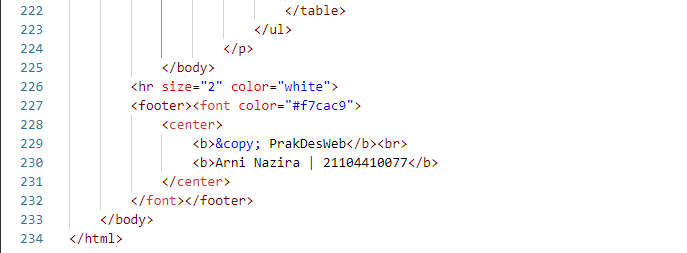 222 </table>
223 </ul>
224 </p>
225 </body>
226 <hr size="2" color="white">
227 <footer><font color="#f7cac9">
228 <center>
229 <b>&copy; PrakDesWeb</b><br>
230 <b>Arni Nazira | 21104410077</b>
231 </center>
232 </font></footer>
233 </body>
234 </html>